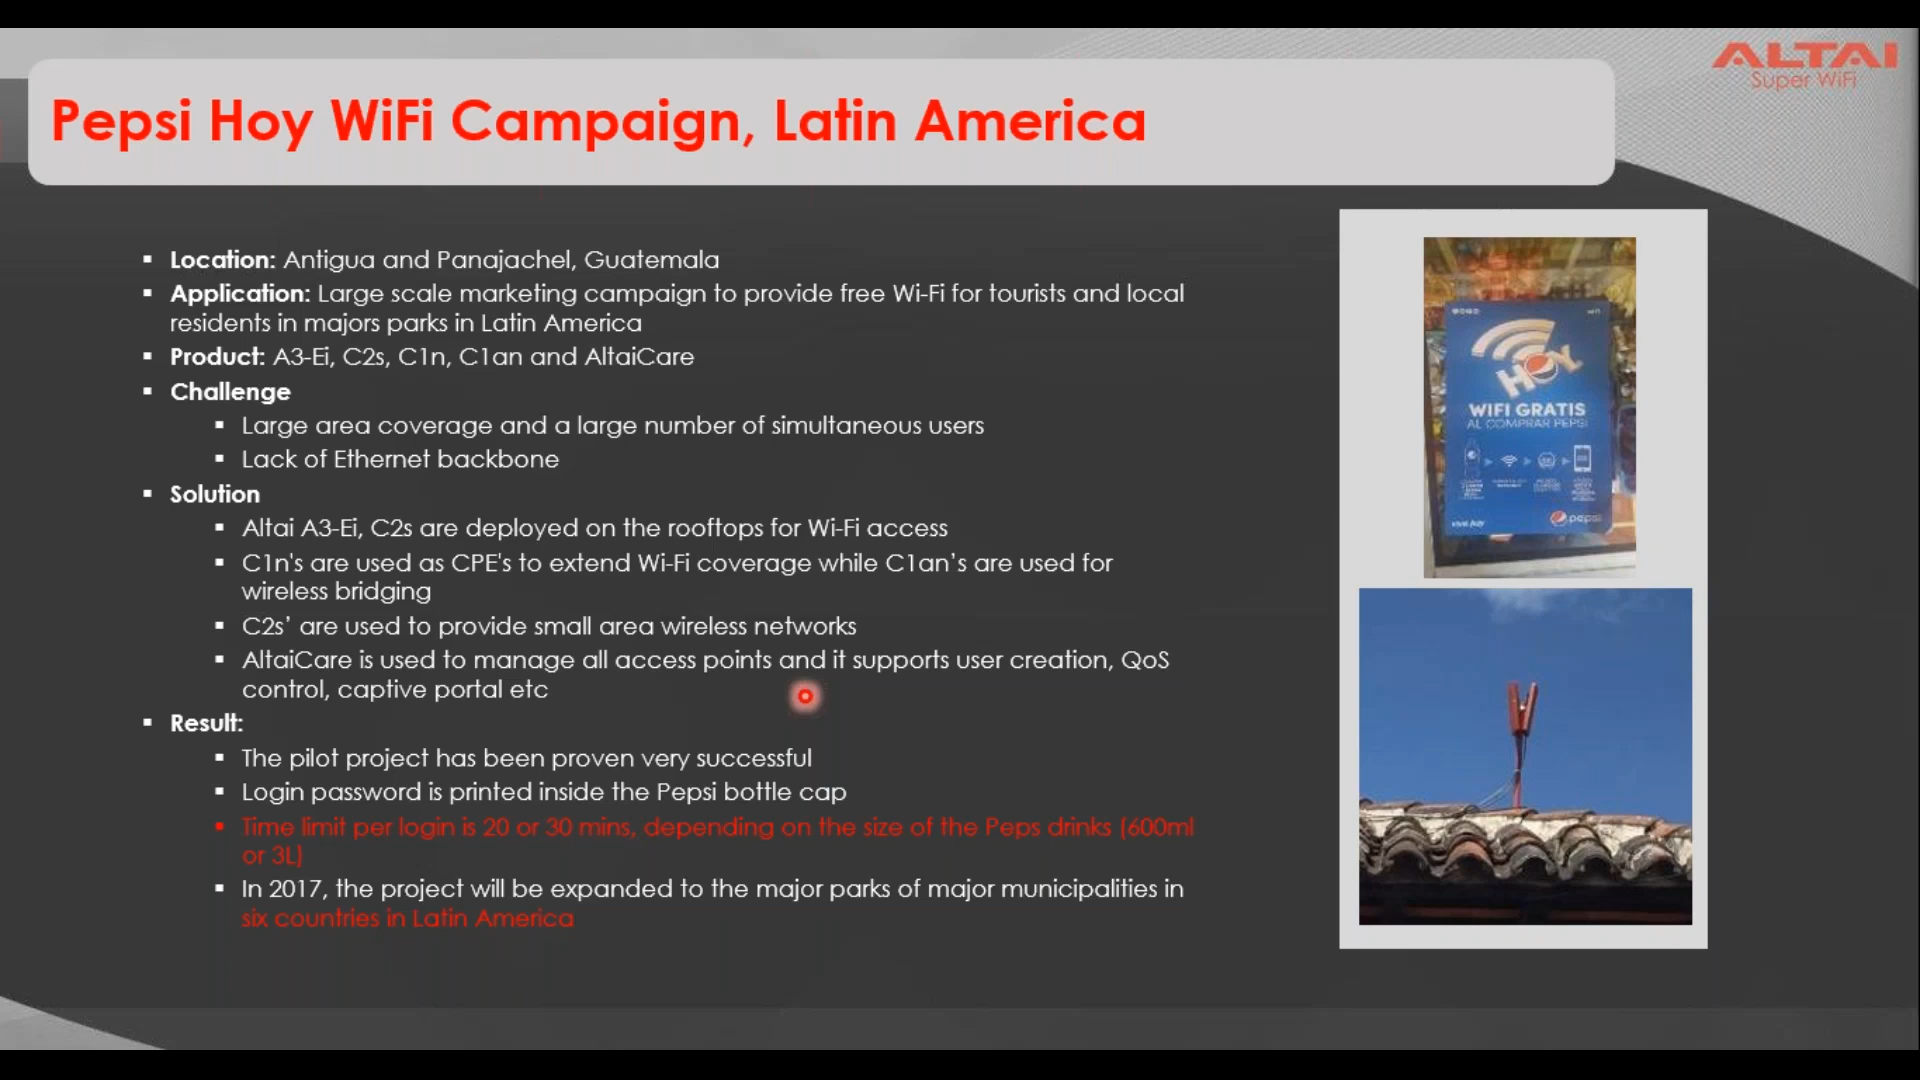 ALTAI
Super WiFi
Pepsi Hoy WiFi Campaign, Latin America
▪ Location: Antigua and Panajachel, Guatemala
▪ Application: Large scale marketing campaign to provide free Wi-Fi for tourists and local
residents in majors parks in Latin America
▪ Product: A3-Ei, C2s, C1n, C1an and AltaiCare
▪ Challenge
▪ Large area coverage and a large number of simultaneous users
▪ Lack of Ethernet backbone
▪ Solution
▪ Altai A3-Ei, C2s are deployed on the rooftops for Wi-Fi access
▪ C1n's are used as CPE's to extend Wi-Fi coverage while C1an’s are used for
wireless bridging
▪ C2s’ are used to provide small area wireless networks
▪ AltaiCare is used to manage all access points and it supports user creation, QoS
control, captive portal etc
▪ Result:
▪ The pilot project has been proven very successful
▪ Login password is printed inside the Pepsi bottle cap
▪ Time limit per login is 20 or 30 mins, depending on the size of the Peps drinks (600ml
or 3L)
▪ In 2017, the project will be expanded to the major parks of major municipalities in
six countries in Latin America
HOY
WIFI GRATIS
AL COMPRAR PEPSI
pepsi